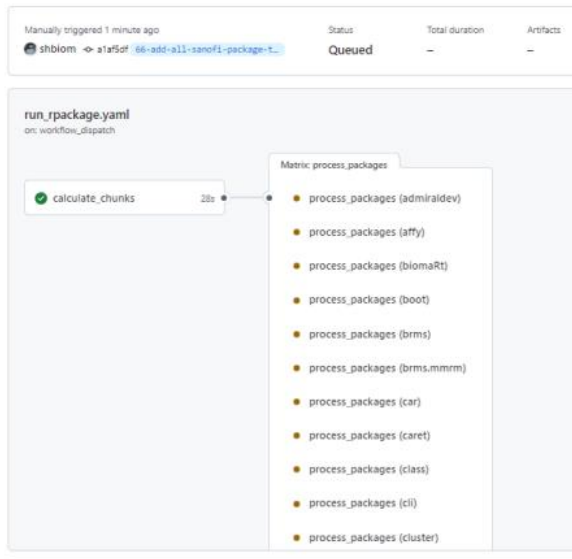 Manually triggered 1 minute ago
shbiom a1af5df 66-add-all-sanofi-package-t...
Status
Queued
Total duration
–
Artifacts
–
run_rpackage.yaml
on: workflow_dispatch
calculate_chunks 28s
Matrix: process_packages
process_packages (admiraldev)
process_packages (affy)
process_packages (biomaRt)
process_packages (boot)
process_packages (brms)
process_packages (brms.mmrm)
process_packages (car)
process_packages (caret)
process_packages (class)
process_packages (cli)
process_packages (cluster)